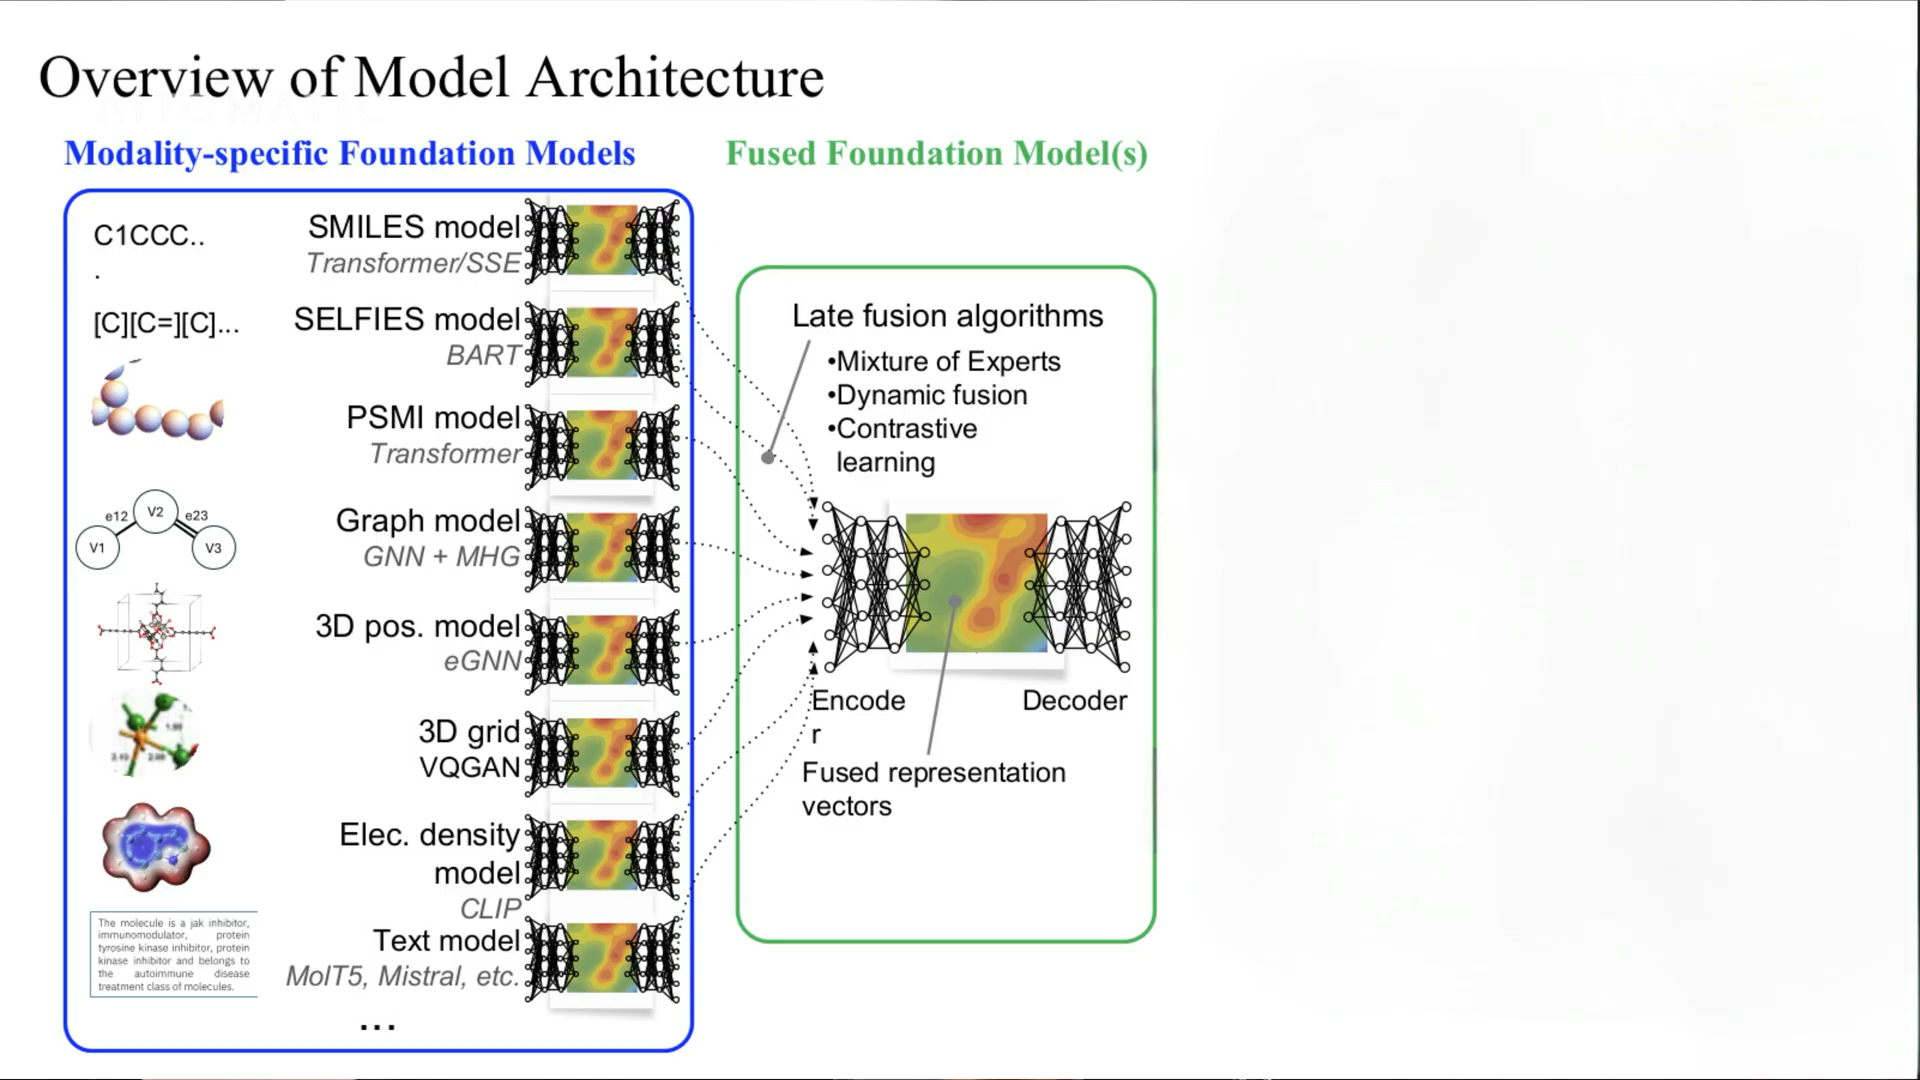 Overview of Model Architecture
Modality-specific Foundation Models
C1CCC..
.
SMILES model
Transformer/SSE
[C][C=][C]...
SELFIES model
BART
PSMI model
Transformer
V1
e12
V2
e23
V3
Graph model
GNN + MHG
3D pos. model
eGNN
3D grid
VQGAN
Elec. density
model
CLIP
The molecule is a jak inhibitor,
immunomodulator, protein
tyrosine kinase inhibitor, protein
kinase inhibitor and belongs to
the autoimmune disease
treatment class of molecules.
Text model
MolT5, Mistral, etc.
...
Fused Foundation Model(s)
Late fusion algorithms
•Mixture of Experts
•Dynamic fusion
•Contrastive
learning
Encode
r
Decoder
Fused representation
vectors